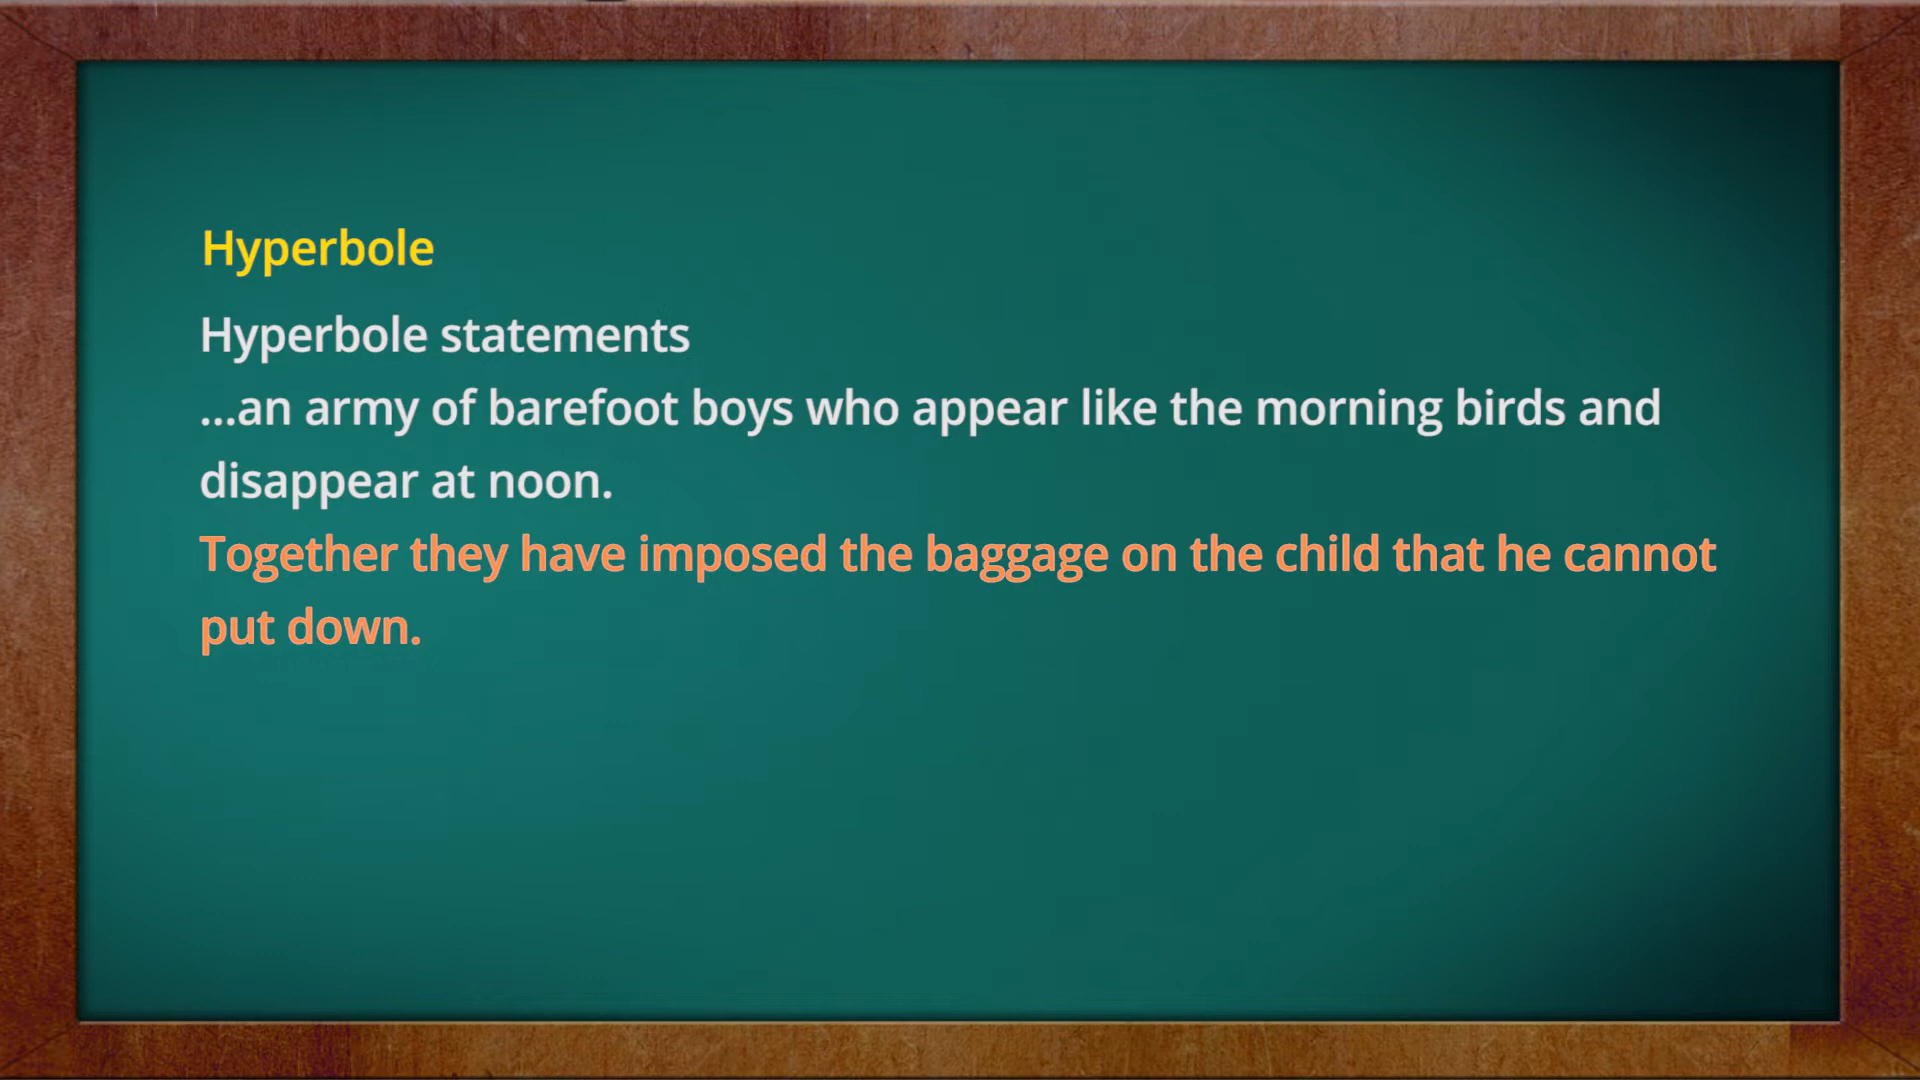 Hyperbole
Hyperbole statements
...an army of barefoot boys who appear like the morning birds and
disappear at noon.
Together they have imposed the baggage on the child that he cannot
put down.